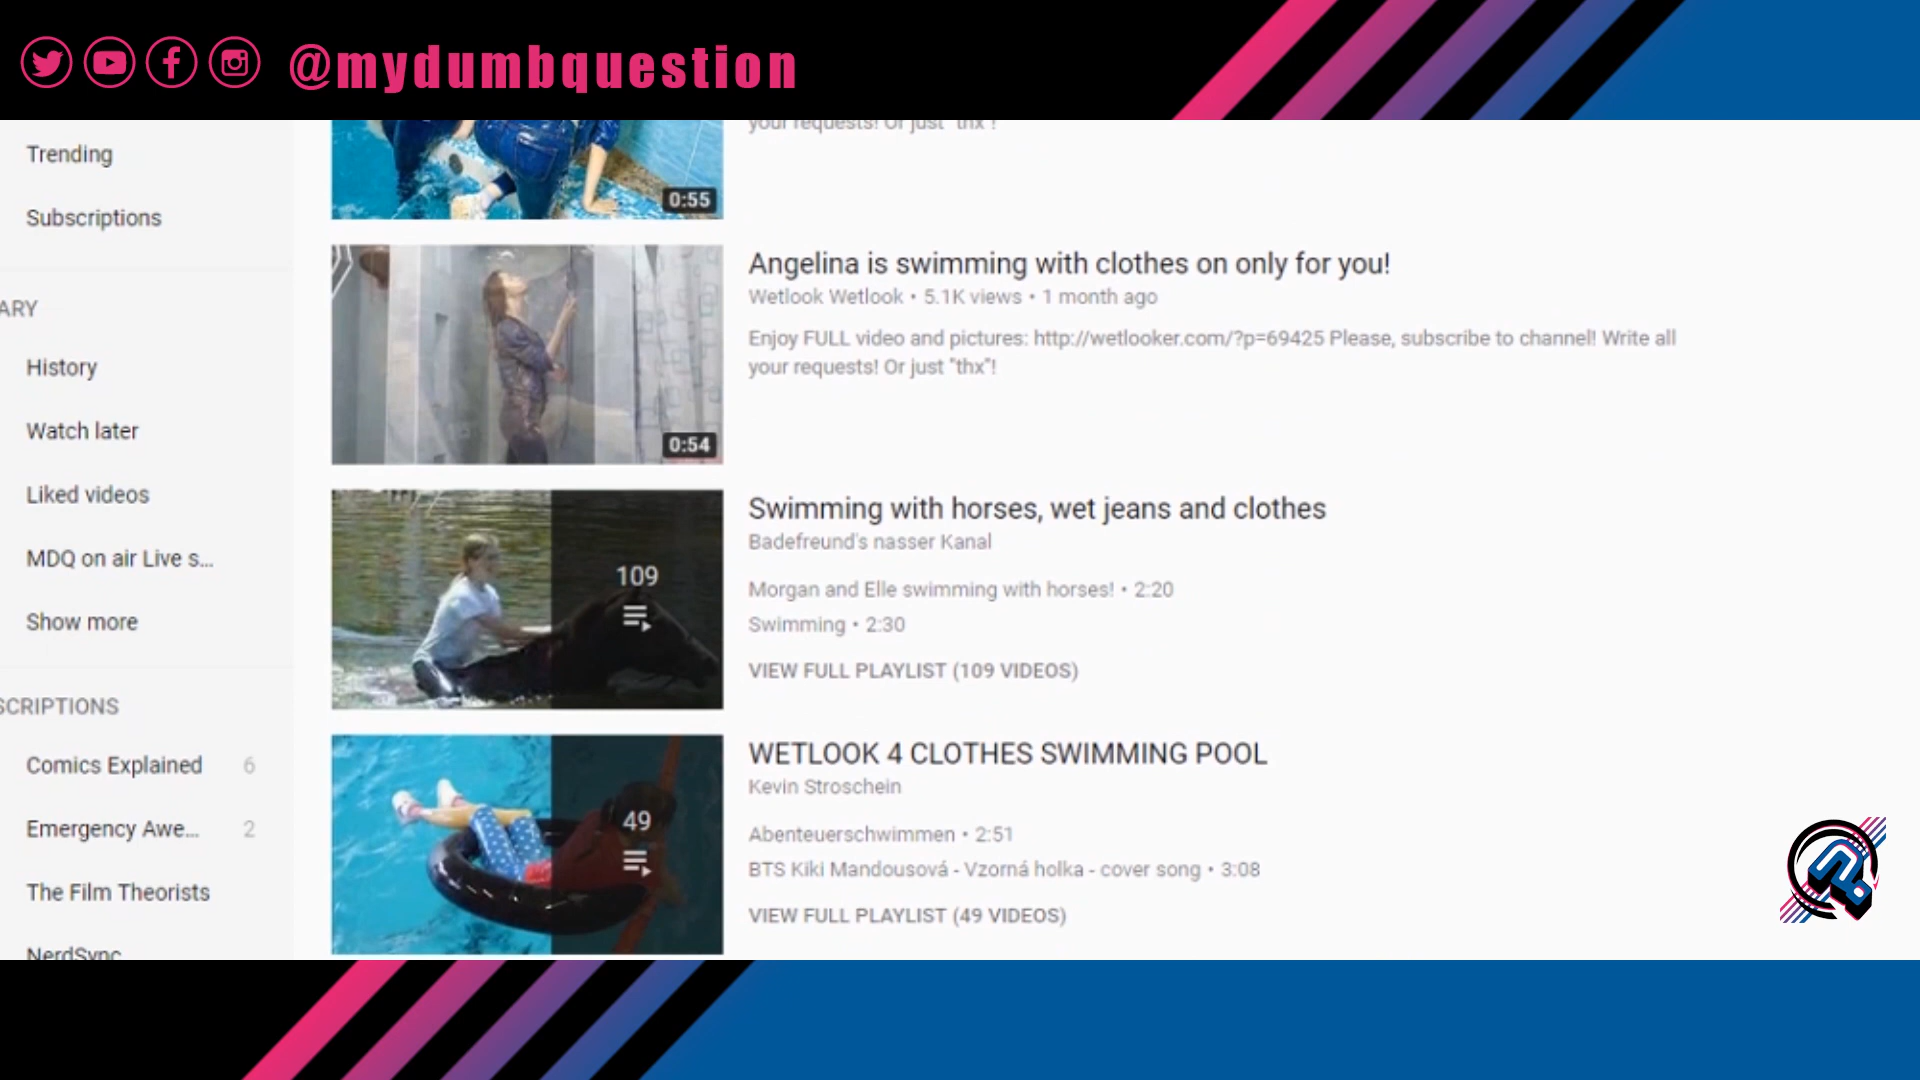 @mydumbquestion
your requests! Or just "thx"!
Trending
0:55
Subscriptions
Angelina is swimming with clothes on only for you!
Wetlook Wetlook • 5.1K views • 1 month ago
ARY
Enjoy FULL video and pictures: http://wetlooker.com/?p=69425 Please, subscribe to channel! Write all
your requests! Or just "thx"!
History
Watch later
0:54
Liked videos
Swimming with horses, wet jeans and clothes
Badefreund's nasser Kanal
MDQ on air Live s...
109
Morgan and Elle swimming with horses! • 2:20
Swimming • 2:30
Show more
VIEW FULL PLAYLIST (109 VIDEOS)
SCRIPTIONS
WETLOOK 4 CLOTHES SWIMMING POOL
Comics Explained 6
Kevin Stroschein
49
Emergency Awe... 2
Abenteuerschwimmen • 2:51
BTS Kiki Mandousová - Vzorná holka - cover song • 3:08
The Film Theorists
VIEW FULL PLAYLIST (49 VIDEOS)
NerdSync